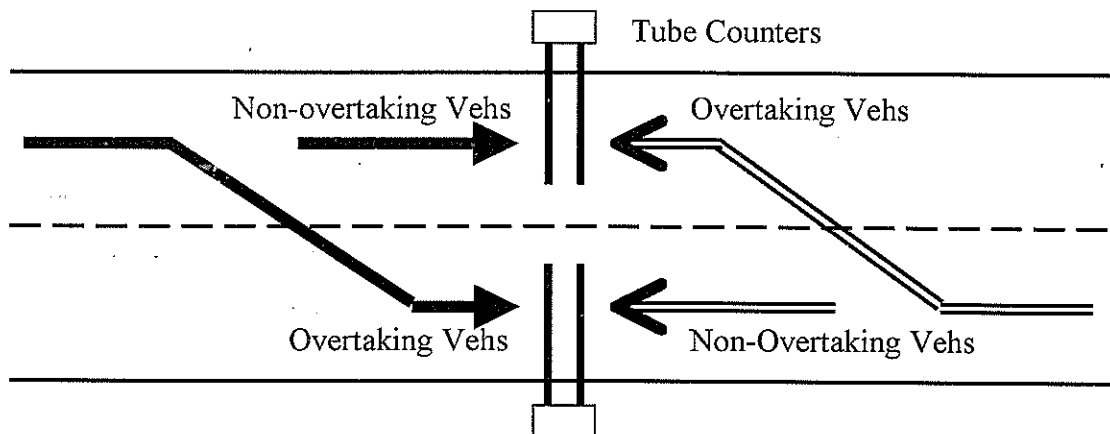 Tube Counters
Non-overtaking Vehs
Overtaking Vehs
Overtaking Vehs
Non-Overtaking Vehs